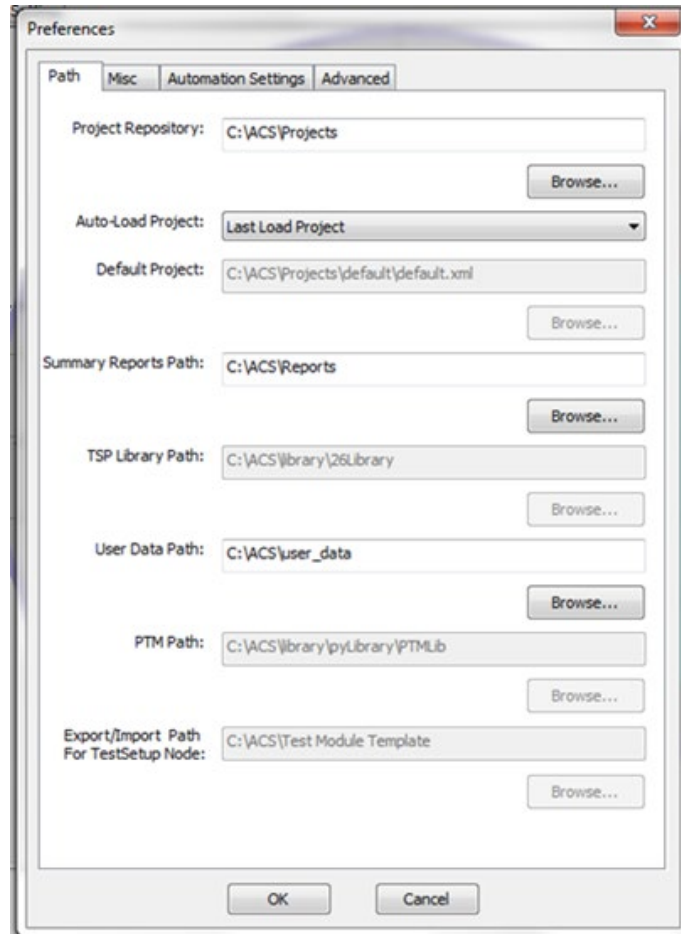 Preferences
Path Misc Automation Settings Advanced
Project Repository: C:\ACS\Projects
Browse...
Auto-Load Project: Last Load Project
Default Project: C:\ACS\Projects\default\default.xml
Browse...
Summary Reports Path: C:\ACS\Reports
Browse...
TSP Library Path: C:\ACS\library\26Library
Browse...
User Data Path: C:\ACS\user_data
Browse...
PTM Path: C:\ACS\library\pyLibrary\PTMLib
Browse...
Export/Import Path
For TestSetup Node: C:\ACS\Test Module Template
Browse...
OK Cancel